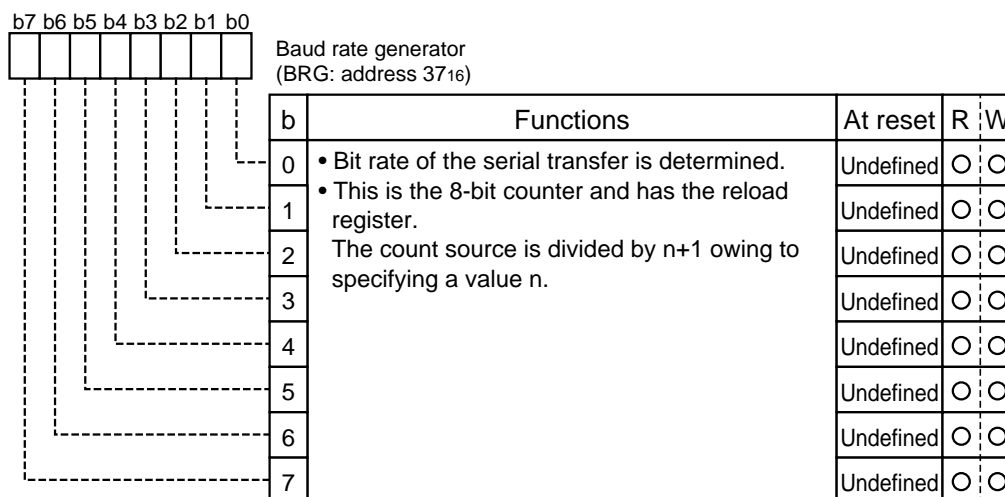 b7 b6 b5 b4 b3 b2 b1 b0
Baud rate generator
(BRG: address 3716)
b Functions At reset R W
0 • Bit rate of the serial transfer is determined. Undefined ○ ○
• This is the 8-bit counter and has the reload
1 register. Undefined ○ ○
2 The count source is divided by n+1 owing to Undefined ○ ○
specifying a value n.
3 Undefined ○ ○
4 Undefined ○ ○
5 Undefined ○ ○
6 Undefined ○ ○
7 Undefined ○ ○